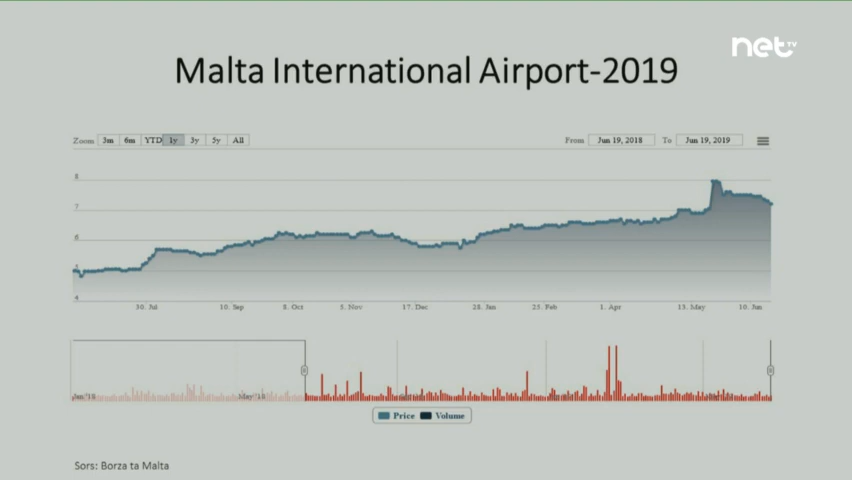 net TV
Malta International Airport-2019
Zoom 3m 6m YTD 1y 3y 5y All From Jun 19, 2018 To Jun 19, 2019
8
7
6
5
4
30. Jul 10. Sep 8. Oct 5. Nov 17. Dec 28. Jan 25. Feb 1. Apr 13. May 10. Jun
Jan '18 May '18
Price Volume
Sors: Borza ta Malta